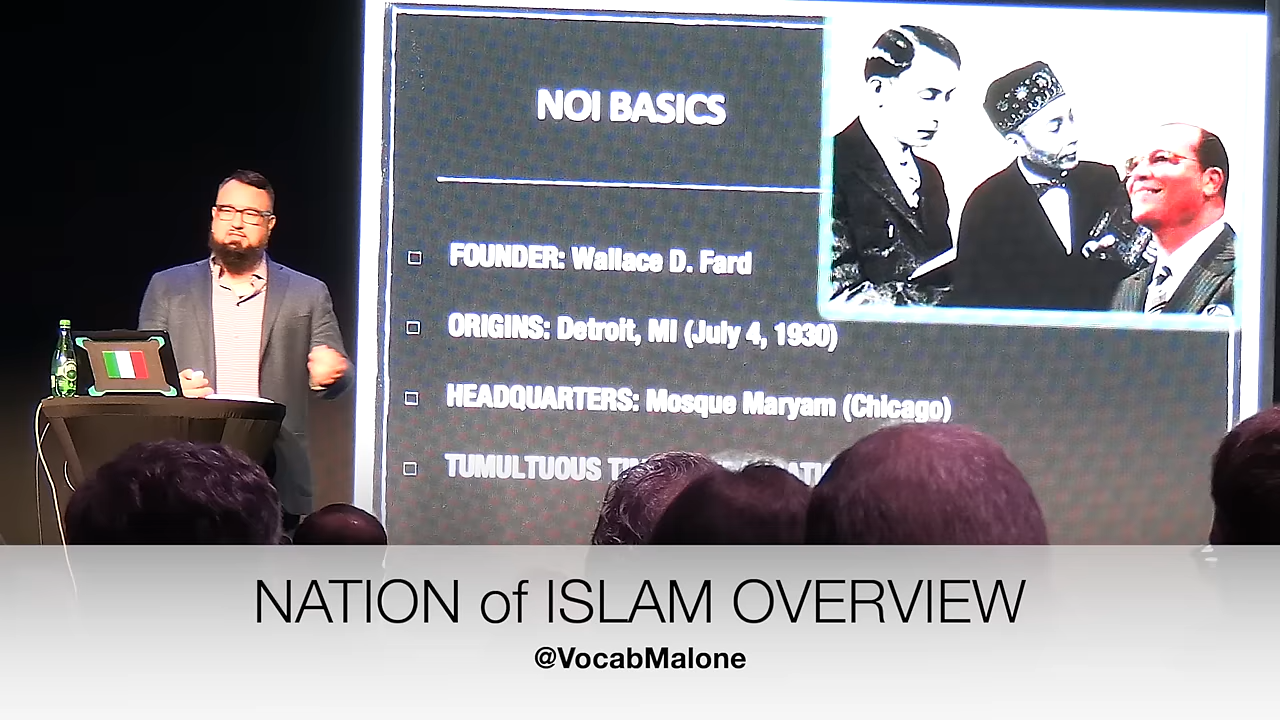 NOI BASICS
FOUNDER: Wallace D. Fard
ORIGINS: Detroit, MI (July 4, 1930)
HEADQUARTERS: Mosque Maryam (Chicago)
TUMULTUOUS
NATION of ISLAM OVERVIEW
@VocabMalone